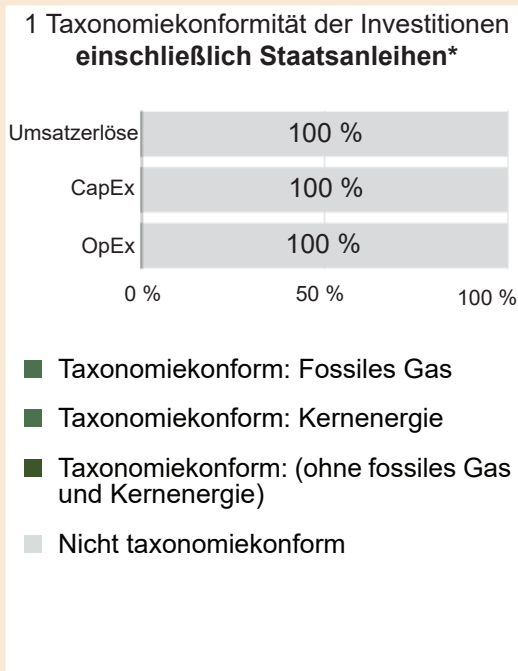 1 Taxonomiekonformität der Investitionen
einschließlich Staatsanleihen*
Umsatzerlöse 100 %
CapEx 100 %
OpEx 100 %
0 % 50 % 100 %
Taxonomiekonform: Fossiles Gas
Taxonomiekonform: Kernenergie
Taxonomiekonform: (ohne fossiles Gas
und Kernenergie)
Nicht taxonomiekonform